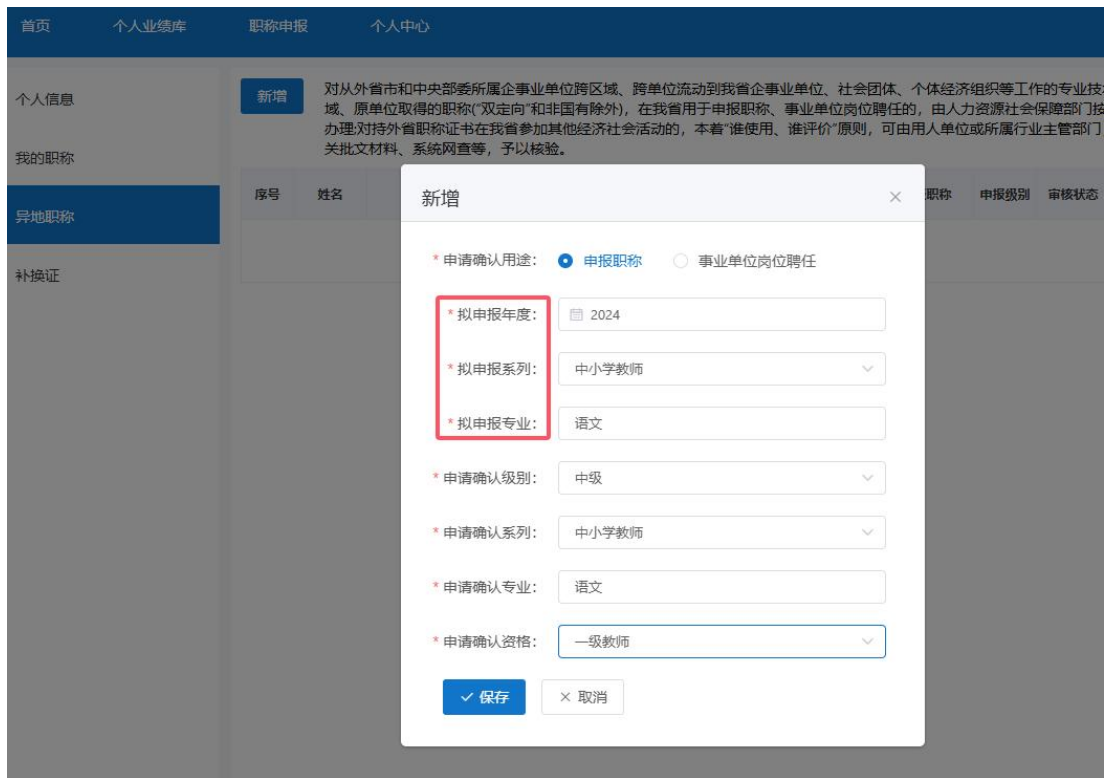 首页 个人业绩库 职称申报 个人中心
个人信息
我的职称
异地职称
补换证
新增
对从外省市和中央部委所属企事业单位跨区域、跨单位流动到我省企事业单位、社会团体、个体经济组织等工作的专业技
域、原单位取得的职称("双定向"和非国有除外)，在我省用于申报职称、事业单位岗位聘任的，由人力资源社会保障部门按
办理;对持外省职称证书在我省参加其他经济社会活动的，本着"谁使用、谁评价"原则，可由用人单位或所属行业主管部门
关批文材料、系统网查等，予以核验。
序号 姓名 职称 申报级别 审核状态
新增
* 申请确认用途： 申报职称 事业单位岗位聘任
* 拟申报年度： 2024
* 拟申报系列： 中小学教师
* 拟申报专业： 语文
* 申请确认级别： 中级
* 申请确认系列： 中小学教师
* 申请确认专业： 语文
* 申请确认资格： 一级教师
保存 取消